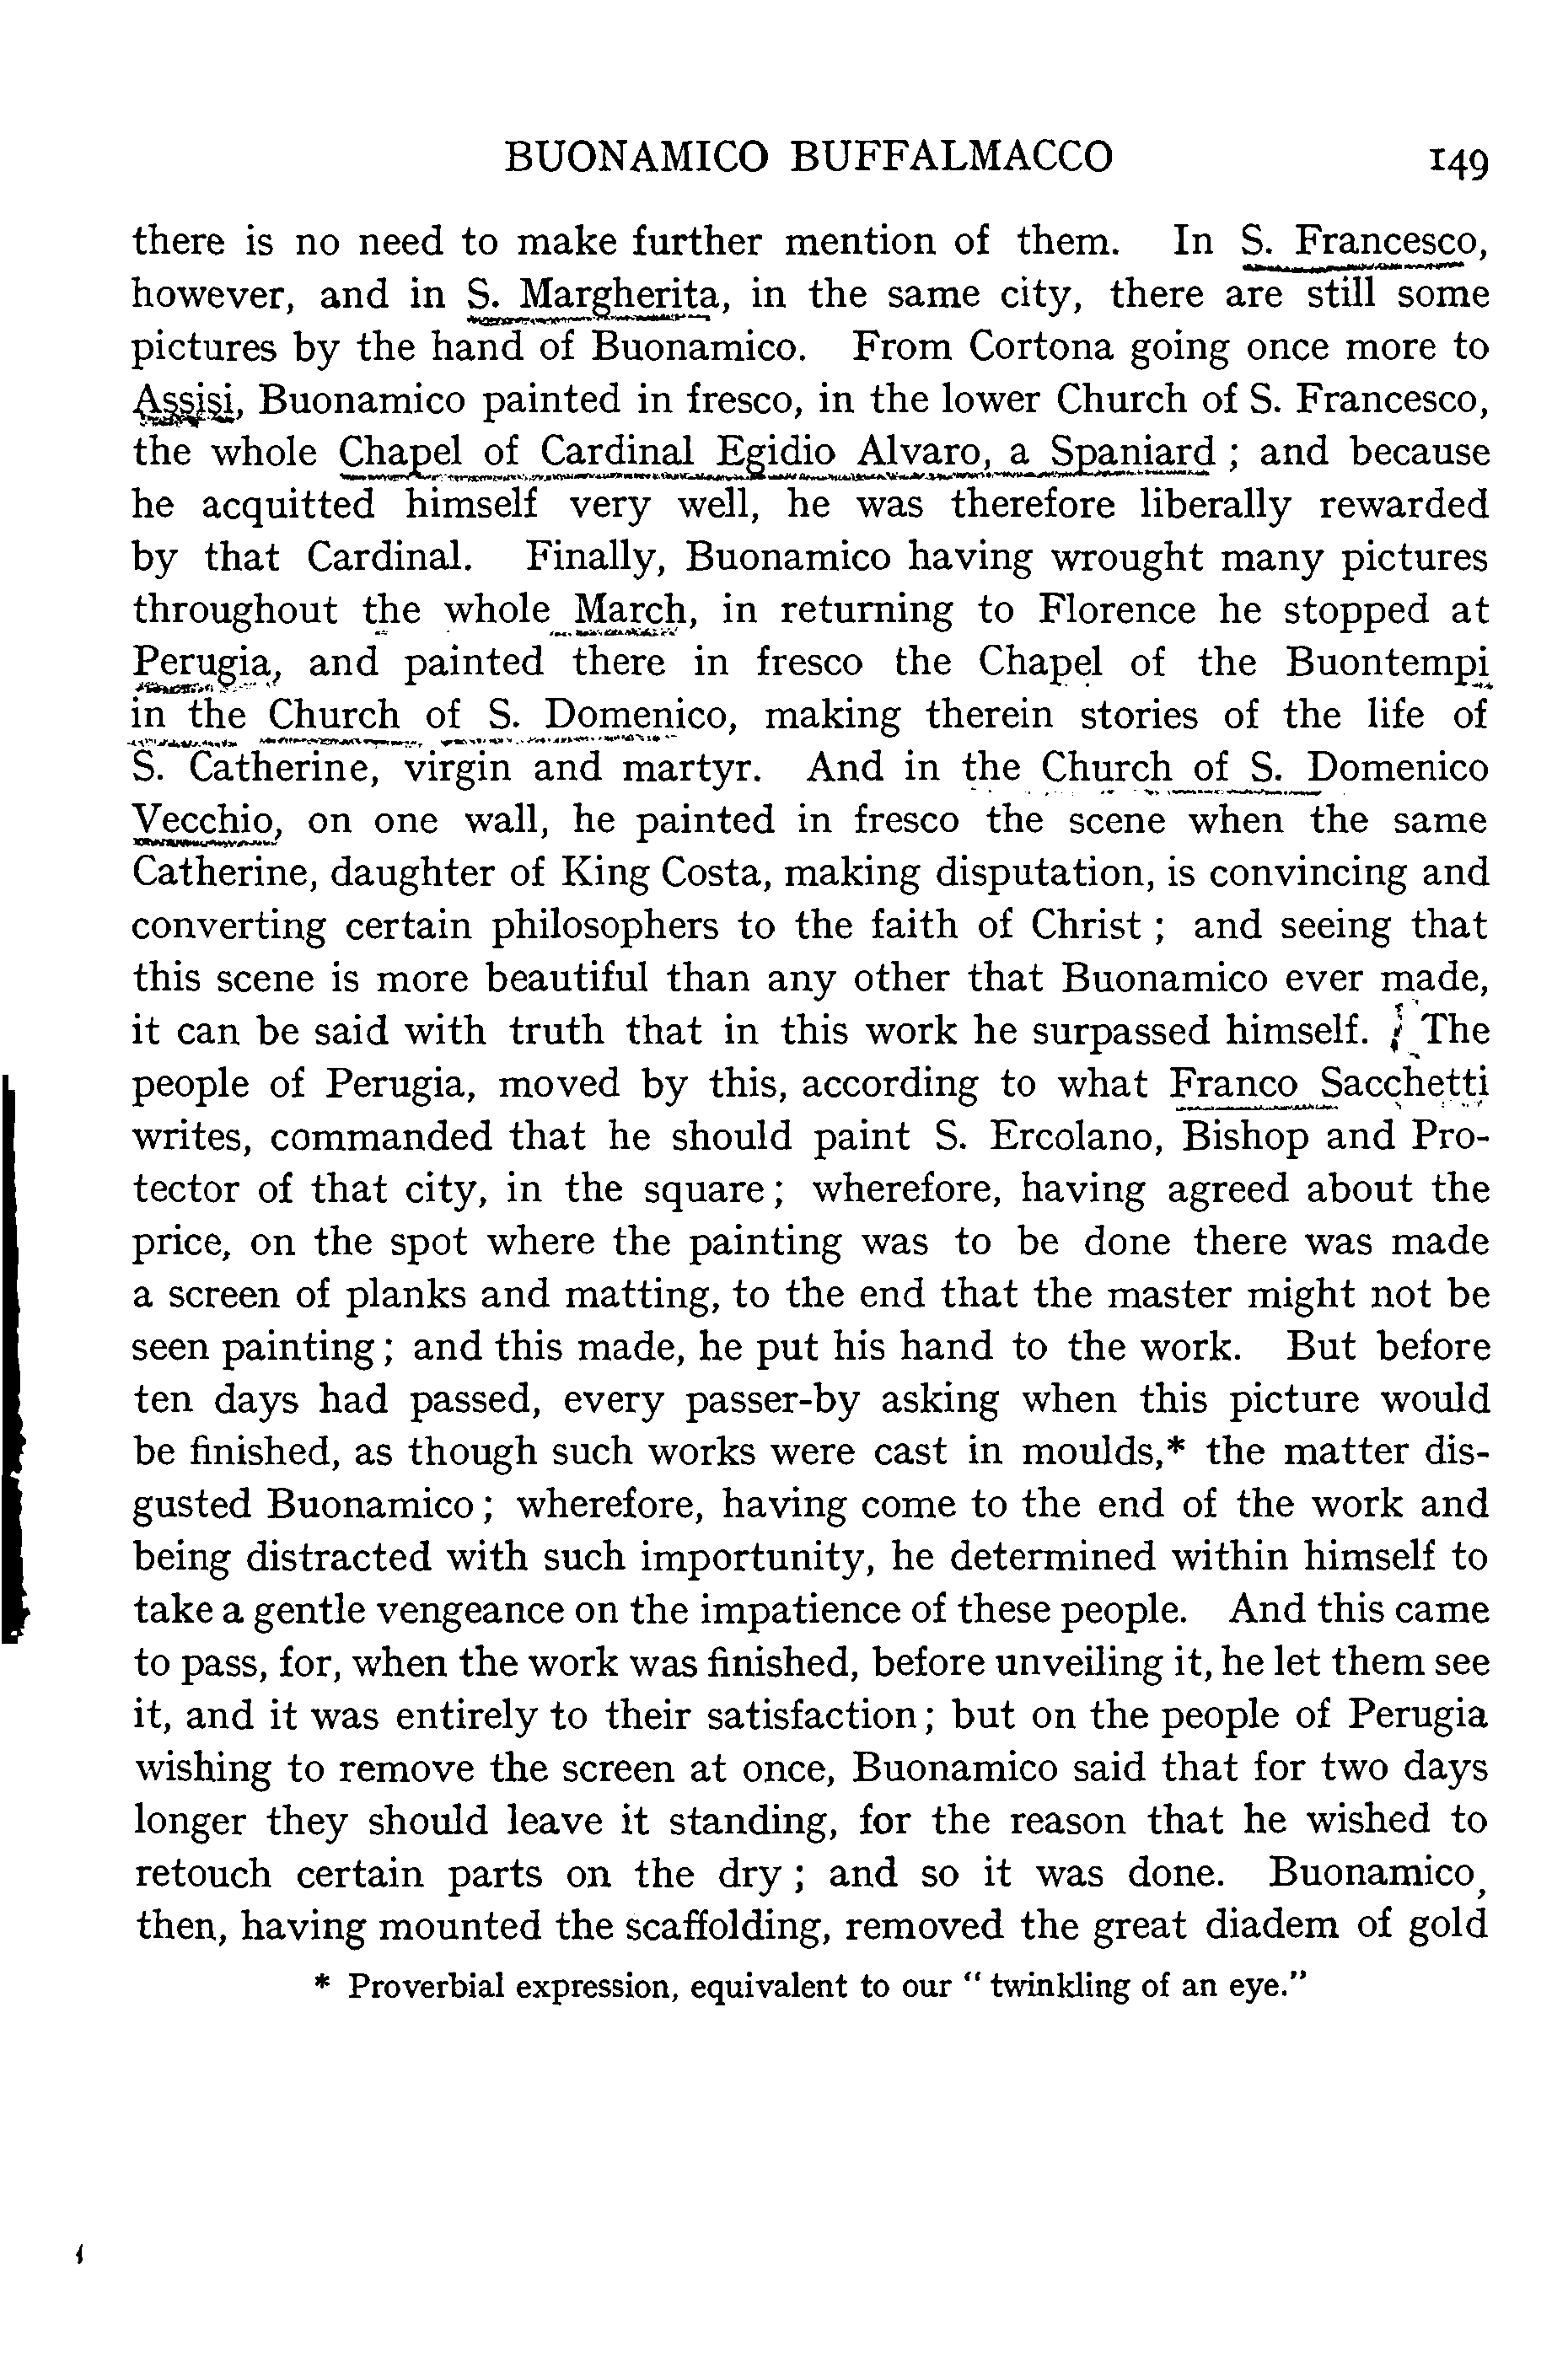 BUONAMICO BUFFALMACCO 149
there is no need to make further mention of them. In S. Francesco,
however, and in S. Margherita, in the same city, there are still some
pictures by the hand of Buonamico. From Cortona going once more to
Assisi, Buonamico painted in fresco, in the lower Church of S. Francesco,
the whole Chapel of Cardinal Egidio Alvaro, a Spaniard ; and because
he acquitted himself very well, he was therefore liberally rewarded
by that Cardinal. Finally, Buonamico having wrought many pictures
throughout the whole March, in returning to Florence he stopped at
Perugia, and painted there in fresco the Chapel of the Buontempi
in the Church of S. Domenico, making therein stories of the life of
S. Catherine, virgin and martyr. And in the Church of S. Domenico
Vecchio, on one wall, he painted in fresco the scene when the same
Catherine, daughter of King Costa, making disputation, is convincing and
converting certain philosophers to the faith of Christ ; and seeing that
this scene is more beautiful than any other that Buonamico ever made,
it can be said with truth that in this work he surpassed himself. The
people of Perugia, moved by this, according to what Franco Sacchetti
writes, commanded that he should paint S. Ercolano, Bishop and Pro-
tector of that city, in the square ; wherefore, having agreed about the
price, on the spot where the painting was to be done there was made
a screen of planks and matting, to the end that the master might not be
seen painting ; and this made, he put his hand to the work. But before
ten days had passed, every passer-by asking when this picture would
be finished, as though such works were cast in moulds,* the matter dis-
gusted Buonamico ; wherefore, having come to the end of the work and
being distracted with such importunity, he determined within himself to
take a gentle vengeance on the impatience of these people. And this came
to pass, for, when the work was finished, before unveiling it, he let them see
it, and it was entirely to their satisfaction ; but on the people of Perugia
wishing to remove the screen at once, Buonamico said that for two days
longer they should leave it standing, for the reason that he wished to
retouch certain parts on the dry ; and so it was done. Buonamico,
then, having mounted the scaffolding, removed the great diadem of gold
* Proverbial expression, equivalent to our " twinkling of an eye."